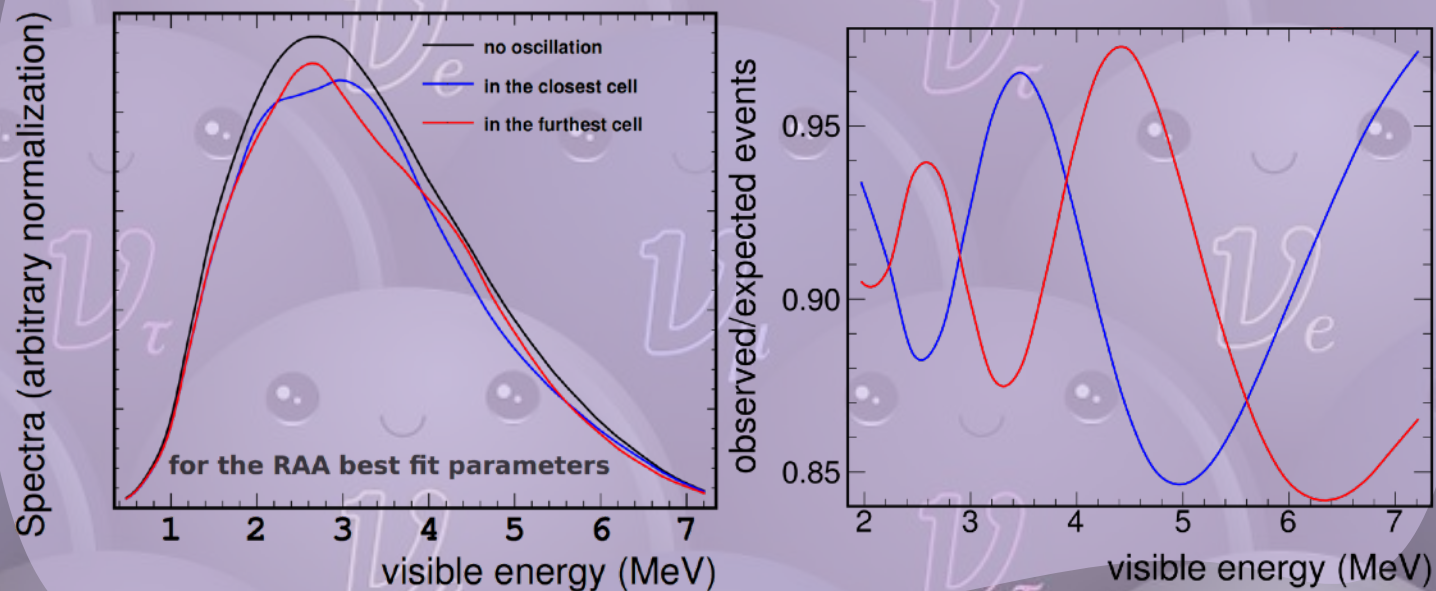 Spectra (arbitrary normalization)
no oscillation
in the closest cell
in the furthest cell
for the RAA best fit parameters
1 2 3 4 5 6 7
visible energy (MeV)
observed/expected events
0.95
0.90
0.85
2 3 4 5 6 7
visible energy (MeV)
ν e
ν τ
ν τ
ν μ
ν e
ν τ